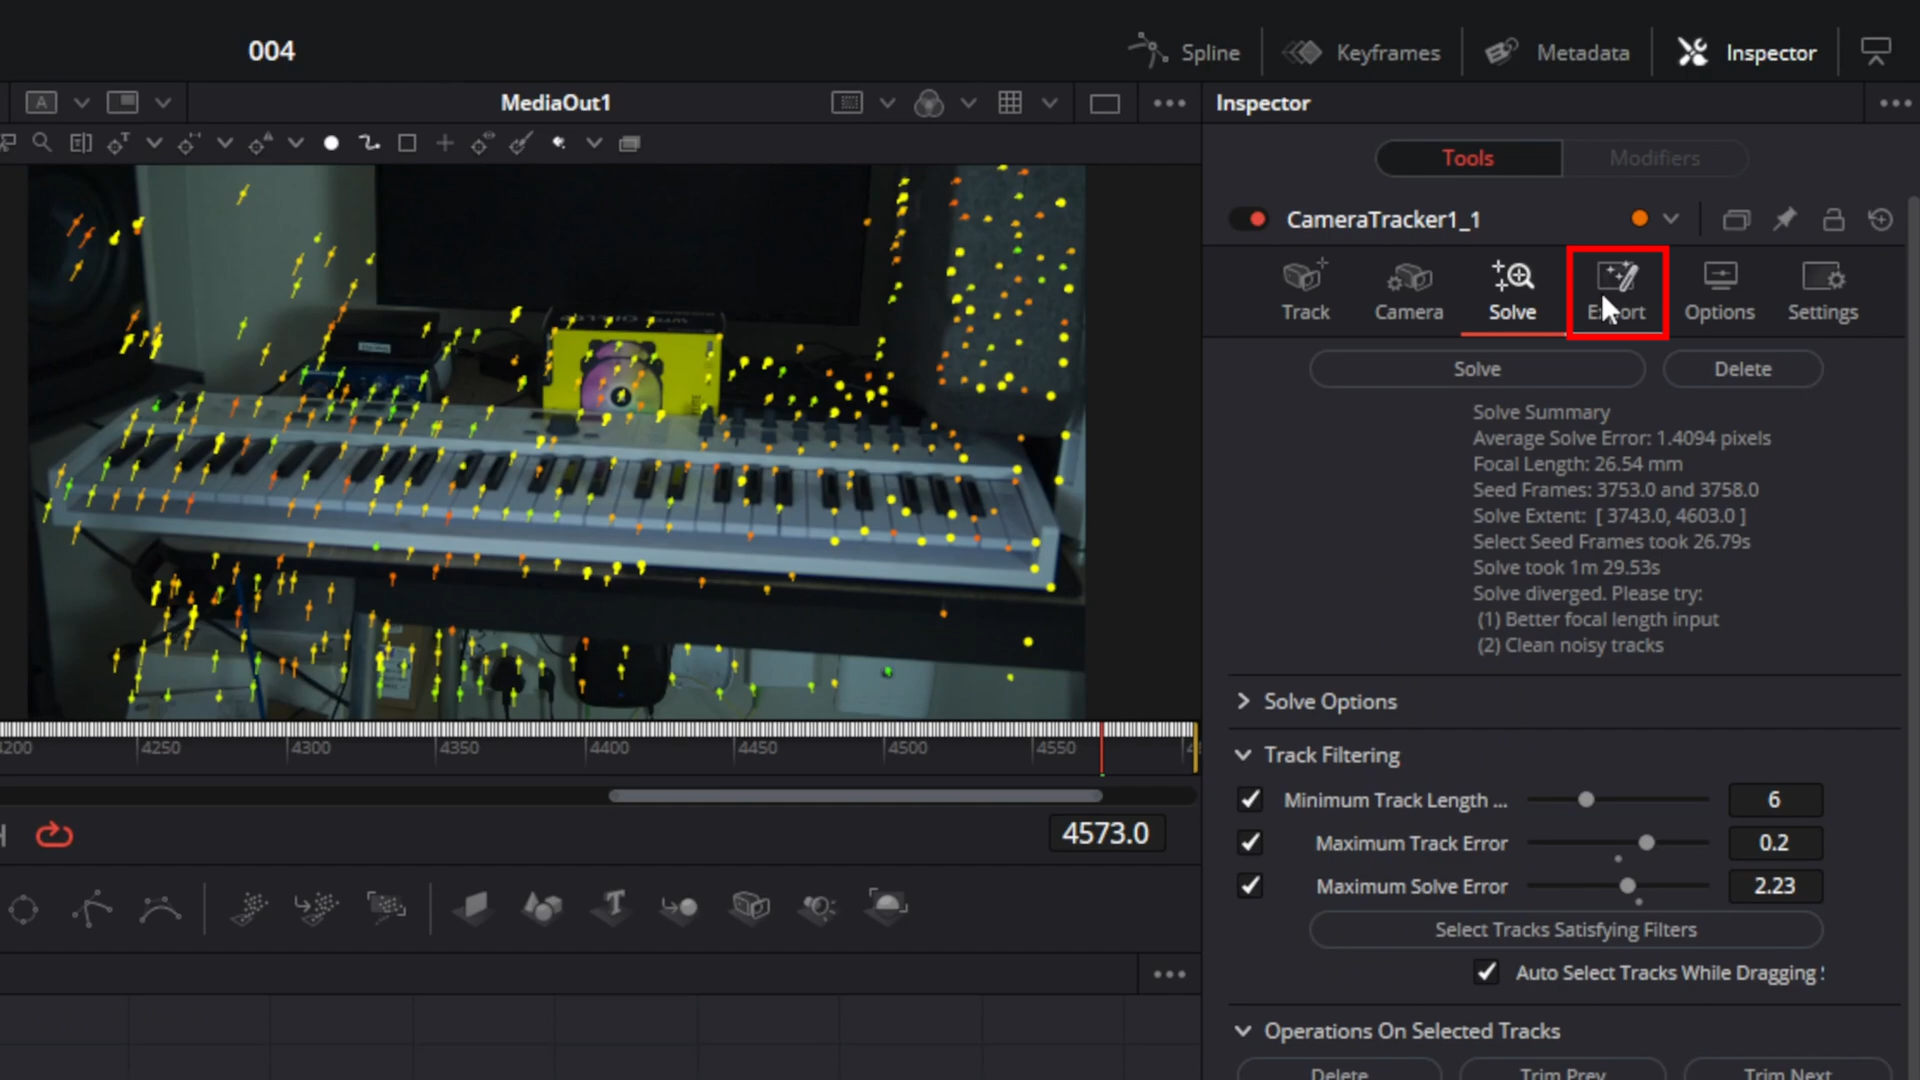 004
Spline
Keyframes
Metadata
Inspector
A
MediaOut1
Inspector
Tools
Modifiers
CameraTracker1_1
Track
Camera
Solve
Options
Settings
Solve
Delete
Solve Summary
Average Solve Error: 1.4094 pixels
Focal Length: 26.54 mm
Seed Frames: 3753.0 and 3758.0
Solve Extent: [ 3743.0, 4603.0 ]
Select Seed Frames took 26.79s
Solve took 1m 29.53s
Solve diverged. Please try:
(1) Better focal length input
(2) Clean noisy tracks
Solve Options
4200 4250 4300 4350 4400 4450 4500 4550
Track Filtering
Minimum Track Length ... 6
4573.0
Maximum Track Error 0.2
Maximum Solve Error 2.23
Select Tracks Satisfying Filters
Auto Select Tracks While Dragging
Operations On Selected Tracks
Delete
Trim Prev
Trim Next